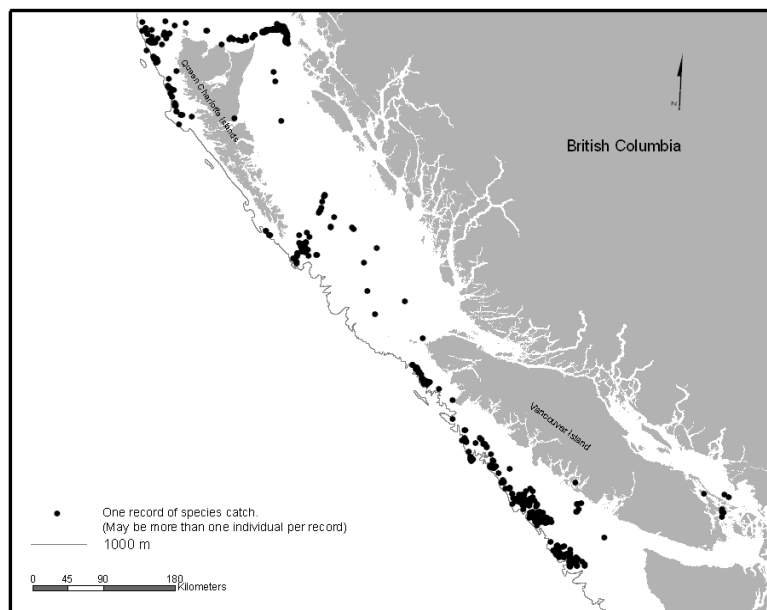 Queen Charlotte Islands
N
British Columbia
Vancouver Island
One record of species catch.
(May be more than one individual per record)
1000 m
0 45 90 180
Kilometers